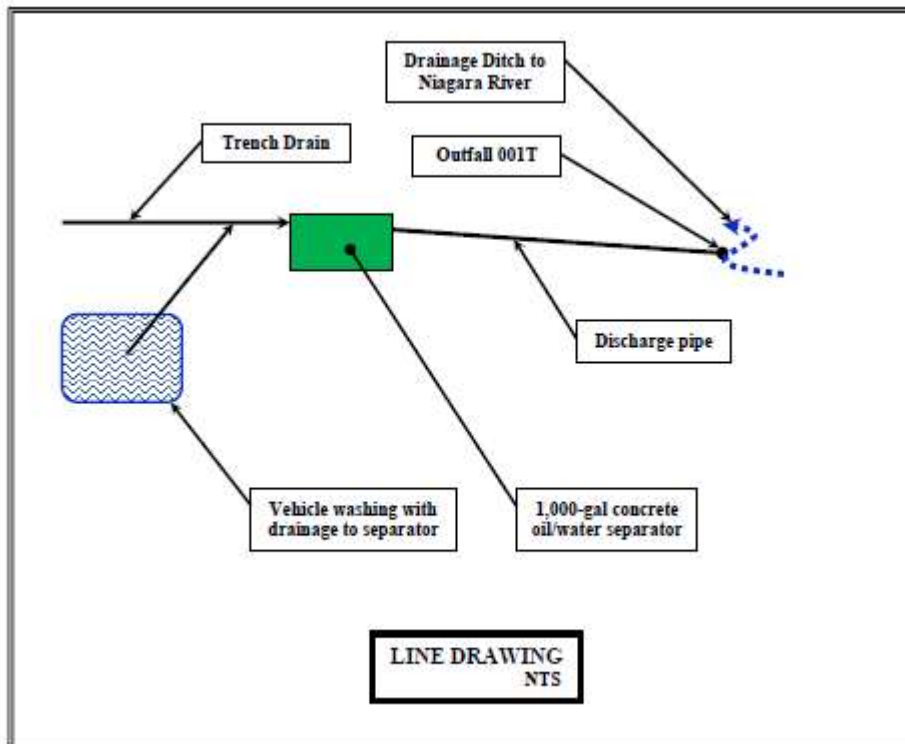 Drainage Ditch to
Niagara River
Trench Drain
Outfall 001T
Discharge pipe
Vehicle washing with
drainage to separator
1,000-gal concrete
oil/water separator
LINE DRAWING
NTS